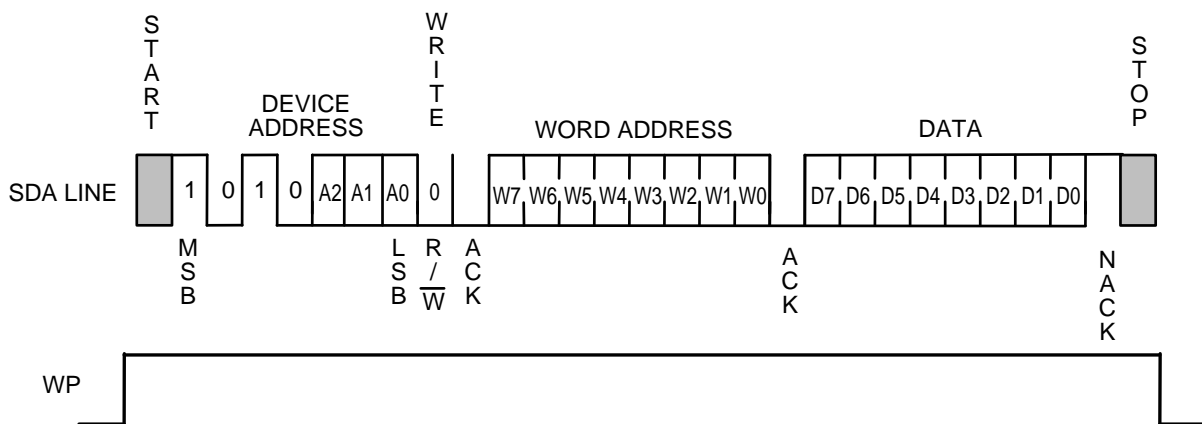 START
WRITE
STOP
DEVICE
ADDRESS
WORD ADDRESS
DATA
SDA LINE
1 0 1 0 A2 A1 A0 0 W7 W6 W5 W4 W3 W2 W1 W0 D7 D6 D5 D4 D3 D2 D1 D0
MSB
LSB
R/W
ACK
ACK
NACK
WP